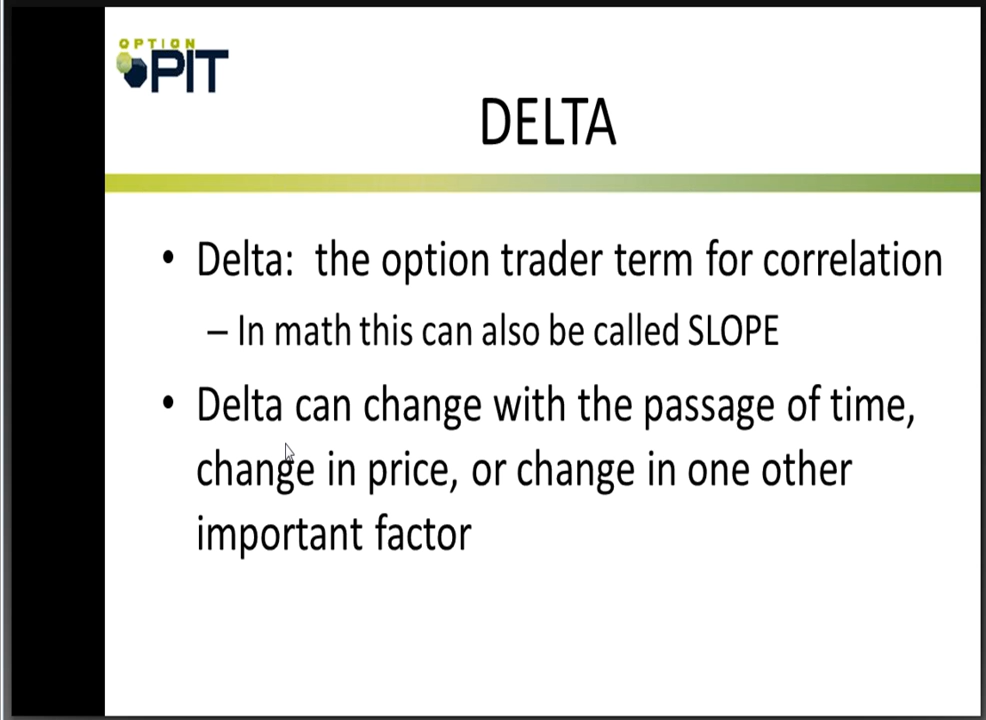 OPTION
PIT
DELTA
• Delta:  the option trader term for correlation
– In math this can also be called SLOPE
• Delta can change with the passage of time,
change in price, or change in one other
important factor